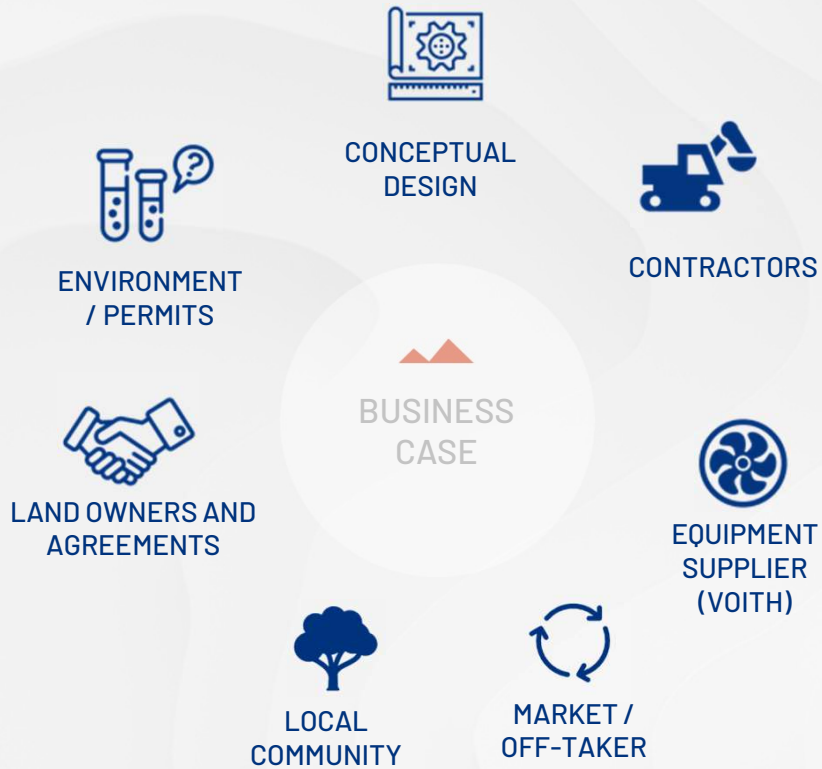 CONCEPTUAL
DESIGN
CONTRACTORS
ENVIRONMENT
/ PERMITS
?
BUSINESS
CASE
LAND OWNERS AND
AGREEMENTS
EQUIPMENT
SUPPLIER
(VOITH)
LOCAL
COMMUNITY
MARKET /
OFF-TAKER